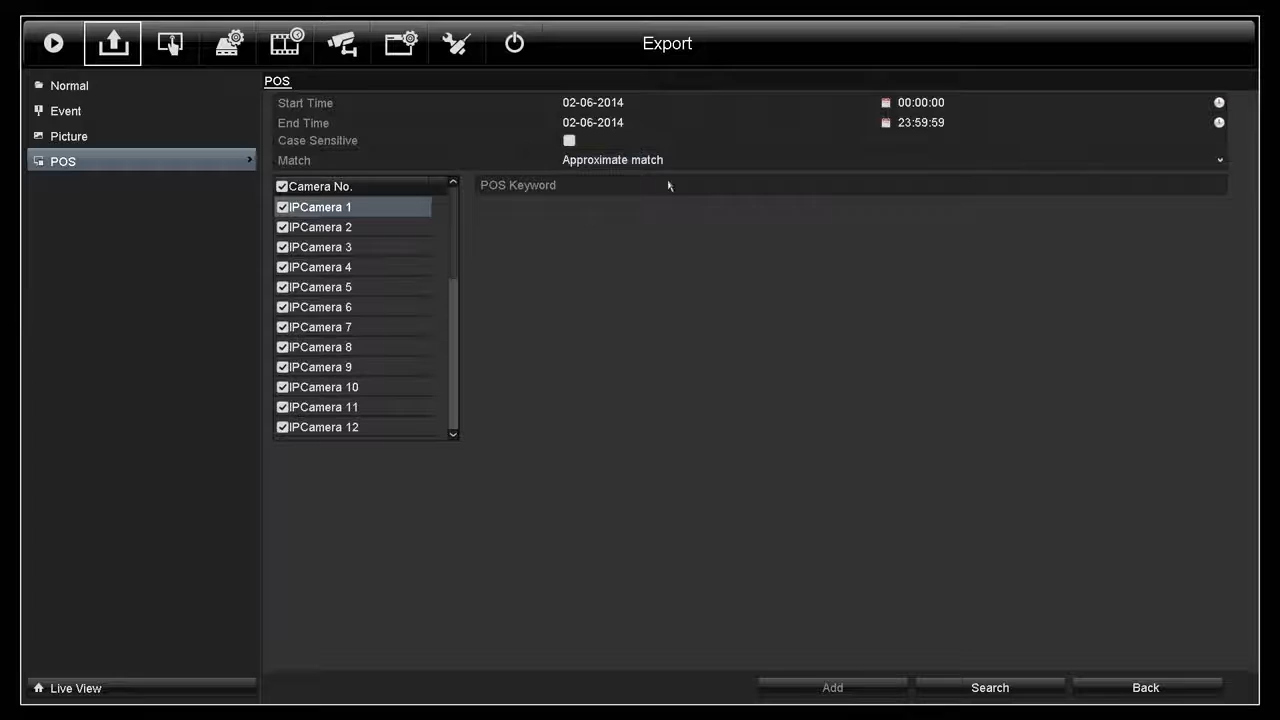 Export
Normal
Event
Picture
POS
POS
Start Time 02-06-2014 00:00:00
End Time 02-06-2014 23:59:59
Case Sensitive
Match Approximate match
Camera No. POS Keyword
IPCamera 1
IPCamera 2
IPCamera 3
IPCamera 4
IPCamera 5
IPCamera 6
IPCamera 7
IPCamera 8
IPCamera 9
IPCamera 10
IPCamera 11
IPCamera 12
Live View Add Search Back